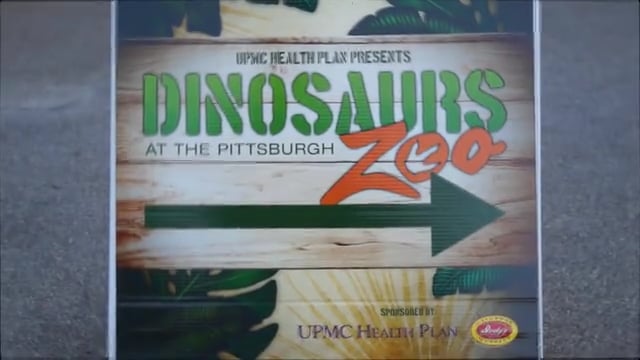 UPMC HEALTH PLAN PRESENTS
DINOSAURS
AT THE PITTSBURGH Zoo
SPONSORED BY
UPMC HEALTH PLAN